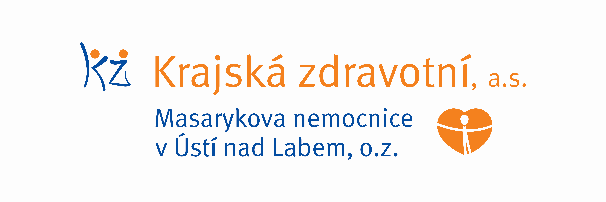 kz Krajská zdravotní, a.s.
Masarykova nemocnice
v Ústí nad Labem, o.z.